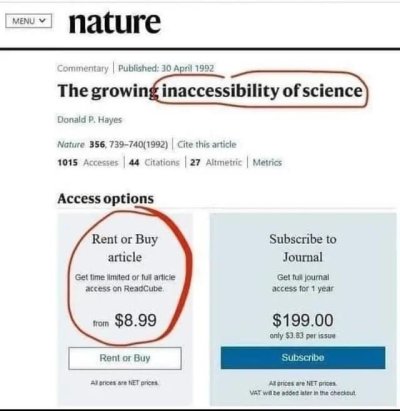 MENU nature
Commentary | Published: 30 April 1992
The growing inaccessibility of science
Donald P. Hayes
Nature 356, 739–740(1992) | Cite this article
1015 Accesses | 44 Citations | 27 Altmetric | Metrics
Access options
Rent or Buy
article
Get time limited or full article
access on ReadCube.
from $8.99
Rent or Buy
All prices are NET prices.
Subscribe to
Journal
Get full journal
access for 1 year
$199.00
only $3.83 per issue
Subscribe
All prices are NET prices.
VAT will be added later in the checkout.